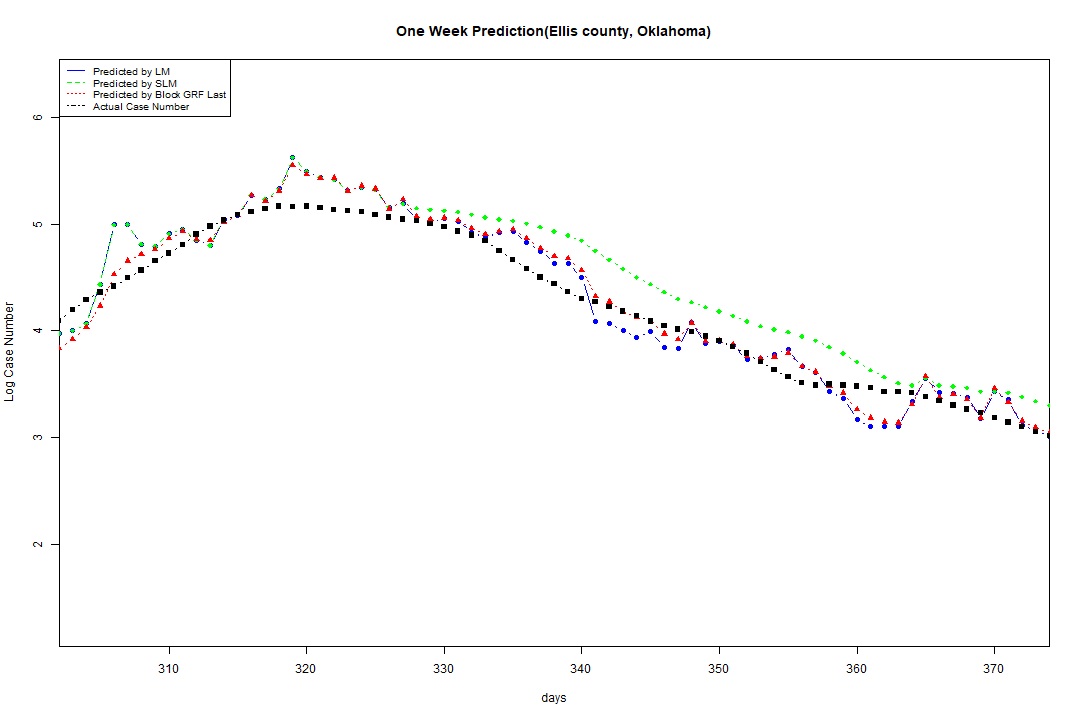 One Week Prediction(Ellis county, Oklahoma)
Predicted by LM
Predicted by SLM
Predicted by Block GRF Last
Actual Case Number
6
5
4
3
2
Log Case Number
310 320 330 340 350 360 370
days